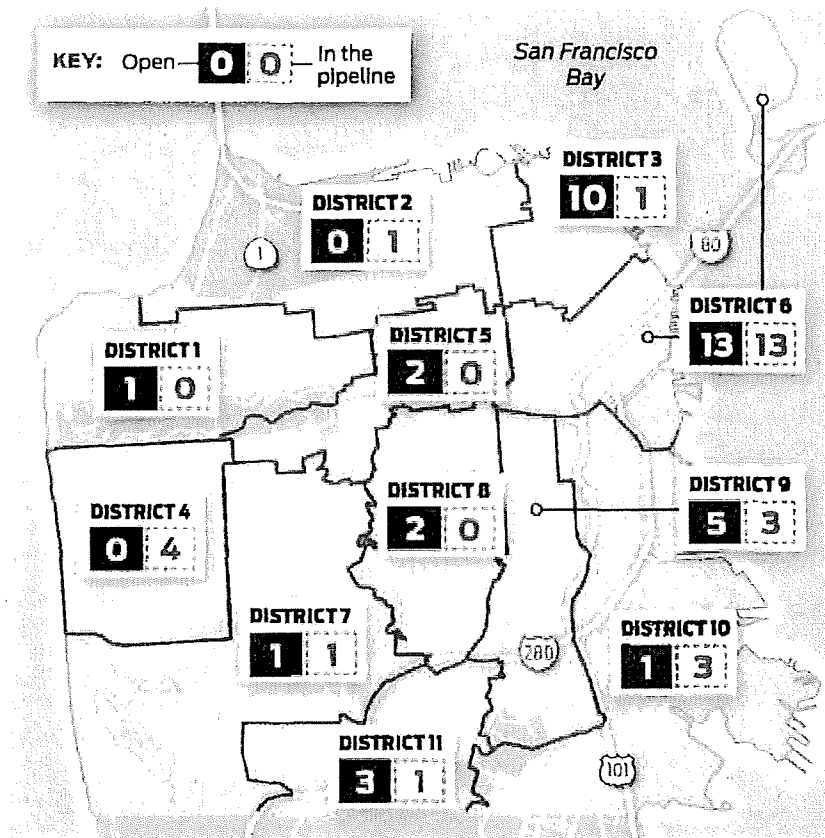 KEY: Open 0 0 In the
pipeline
San Francisco
Bay
DISTRICT 3
10 1
DISTRICT 2
0 1
1
80
DISTRICT 6
13 13
DISTRICT 5
2 0
DISTRICT 1
1 0
DISTRICT 8
2 0
DISTRICT 9
5 3
DISTRICT 4
0 4
DISTRICT 7
1 1
DISTRICT 10
1 3
280
DISTRICT 11
3 1
101